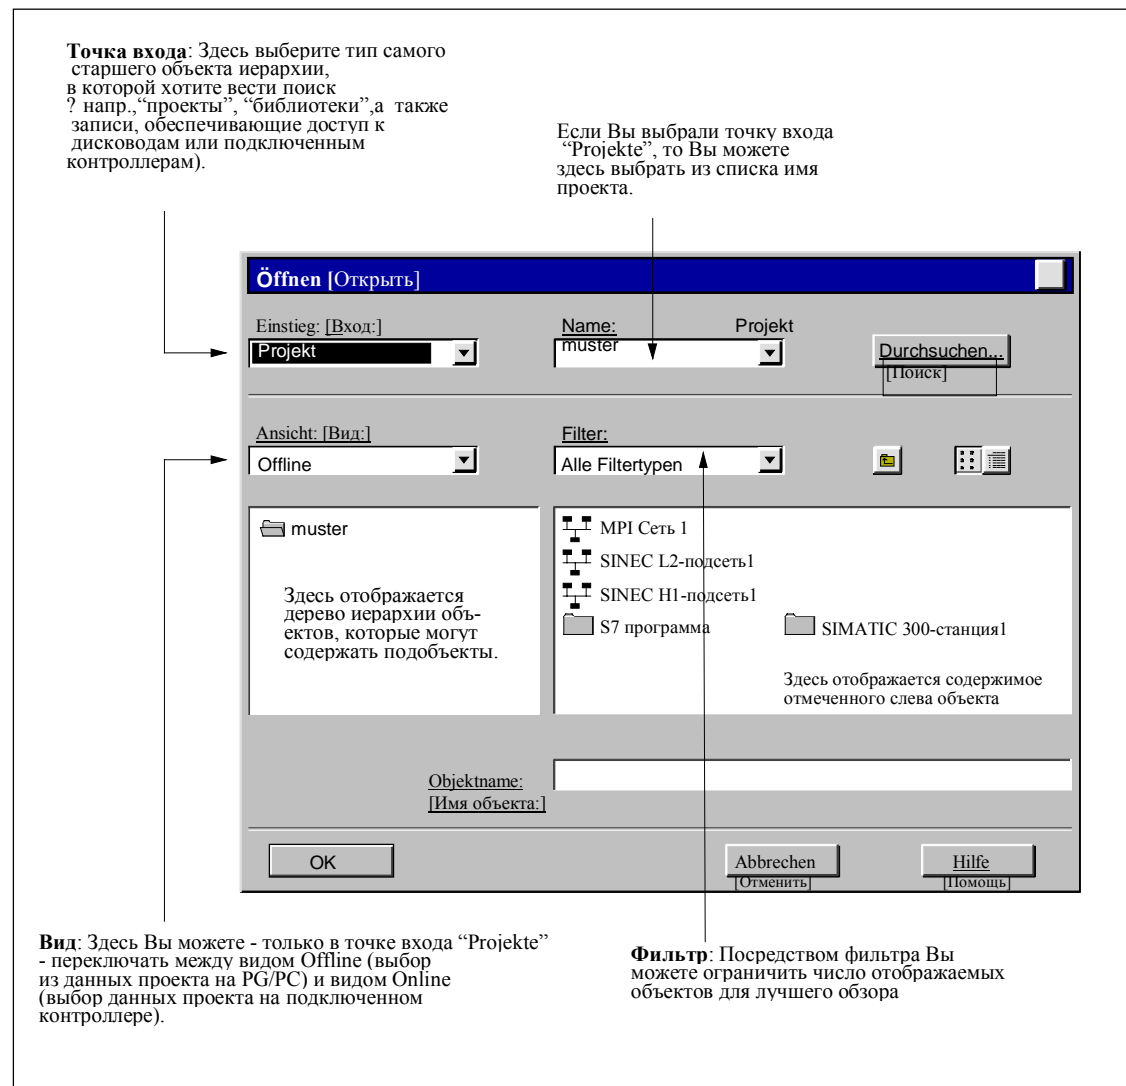 Точка входа: Здесь выберите тип самого
старшего объекта иерархии,
в которой хотите вести поиск
? напр.,“проекты”, “библиотеки”,а также
записи, обеспечивающие доступ к
дисководам или подключенным
контроллерам).
Если Вы выбрали точку входа
“Projekte”, то Вы можете
здесь выбрать из списка имя
проекта.
Öffnen [Открыть]
Einstieg: [Вход:]
Name: Projekt
Projekt
muster
Durchsuchen...
[Поиск]
Ansicht: [Вид:]
Filter:
Offline
Alle Filtertypen
muster
Здесь отображается
дерево иерархии объ-
ектов, которые могут
содержать подобъекты.
MPI Сеть 1
SINEC L2-подсеть1
SINEC H1-подсеть1
S7 программа
SIMATIC 300-станция1
Здесь отображается содержимое
отмеченного слева объекта
Objektname:
[Имя объекта:]
OK
Abbrechen
[Отменить]
Hilfe
[Помощь]
Вид: Здесь Вы можете - только в точке входа “Projekte”
- переключать между видом Offline (выбор
из данных проекта на PG/PC) и видом Online
(выбор данных проекта на подключенном
контроллере).
Фильтр: Посредством фильтра Вы
можете ограничить число отображаемых
объектов для лучшего обзора